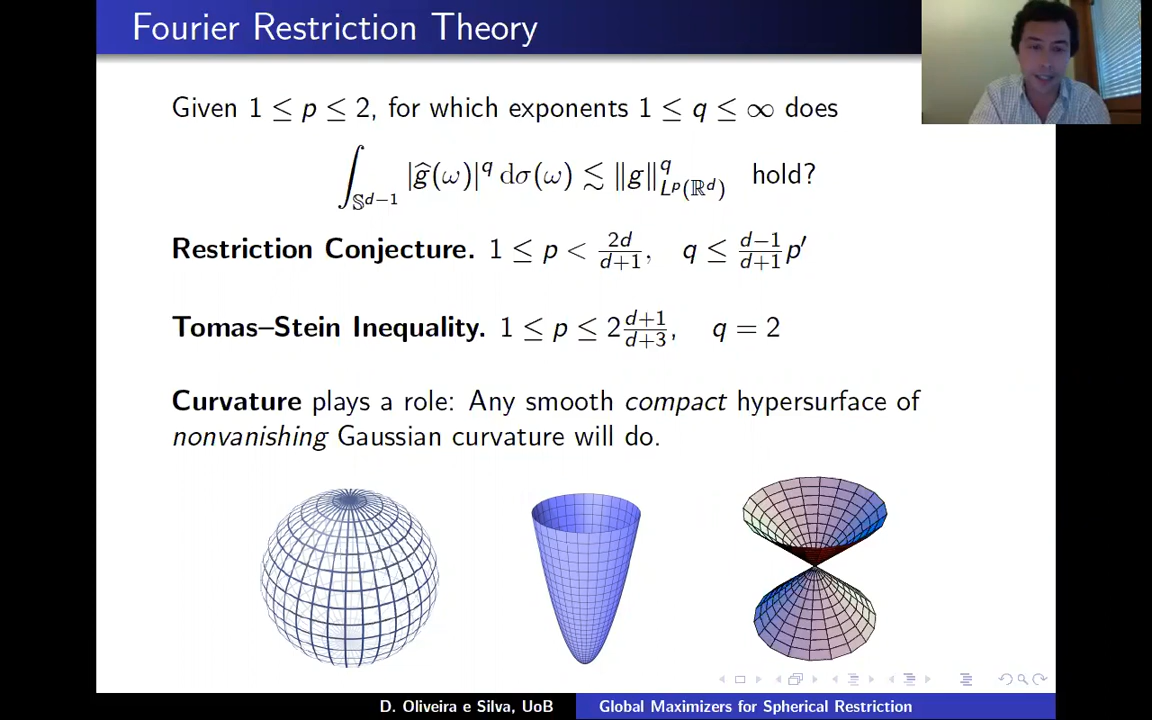 Fourier Restriction Theory
Given 1 ≤ p ≤ 2, for which exponents 1 ≤ q ≤ ∞ does
∫_{𝕊^{d−1}} |ĝ(ω)|^q dσ(ω) ≲ ‖g‖^q_{L^p(ℝ^d)} hold?
Restriction Conjecture. 1 ≤ p < 2d/(d+1), q ≤ (d−1)/(d+1) p′
Tomas–Stein Inequality. 1 ≤ p ≤ 2 (d+1)/(d+3), q = 2
Curvature plays a role: Any smooth compact hypersurface of
nonvanishing Gaussian curvature will do.
D. Oliveira e Silva, UoB Global Maximizers for Spherical Restriction